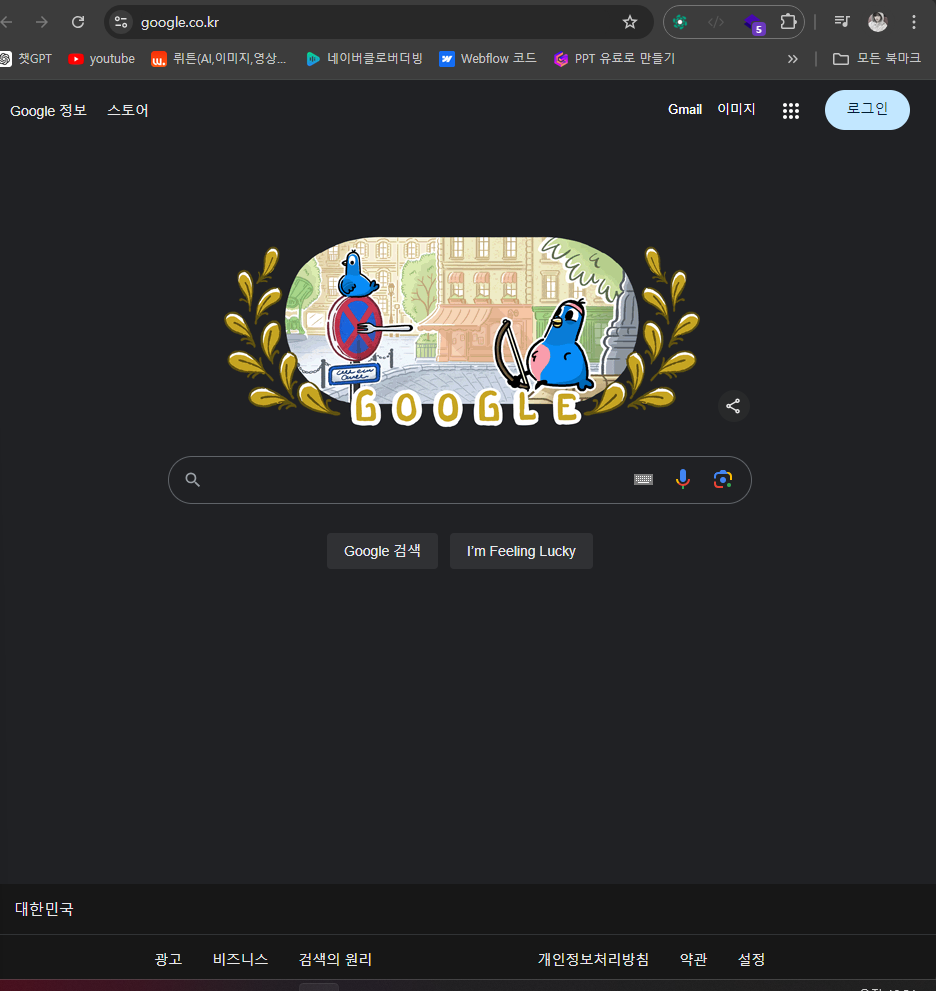 google.co.kr
5
챗GPT youtube 뤼튼(AI,이미지,영상... 네이버클로버더빙 Webflow 코드 PPT 유료로 만들기 » 모든 북마크
Google 정보 스토어 Gmail 이미지 로그인
GOOGLE
Google 검색 I'm Feeling Lucky
대한민국
광고 비즈니스 검색의 원리 개인정보처리방침 약관 설정